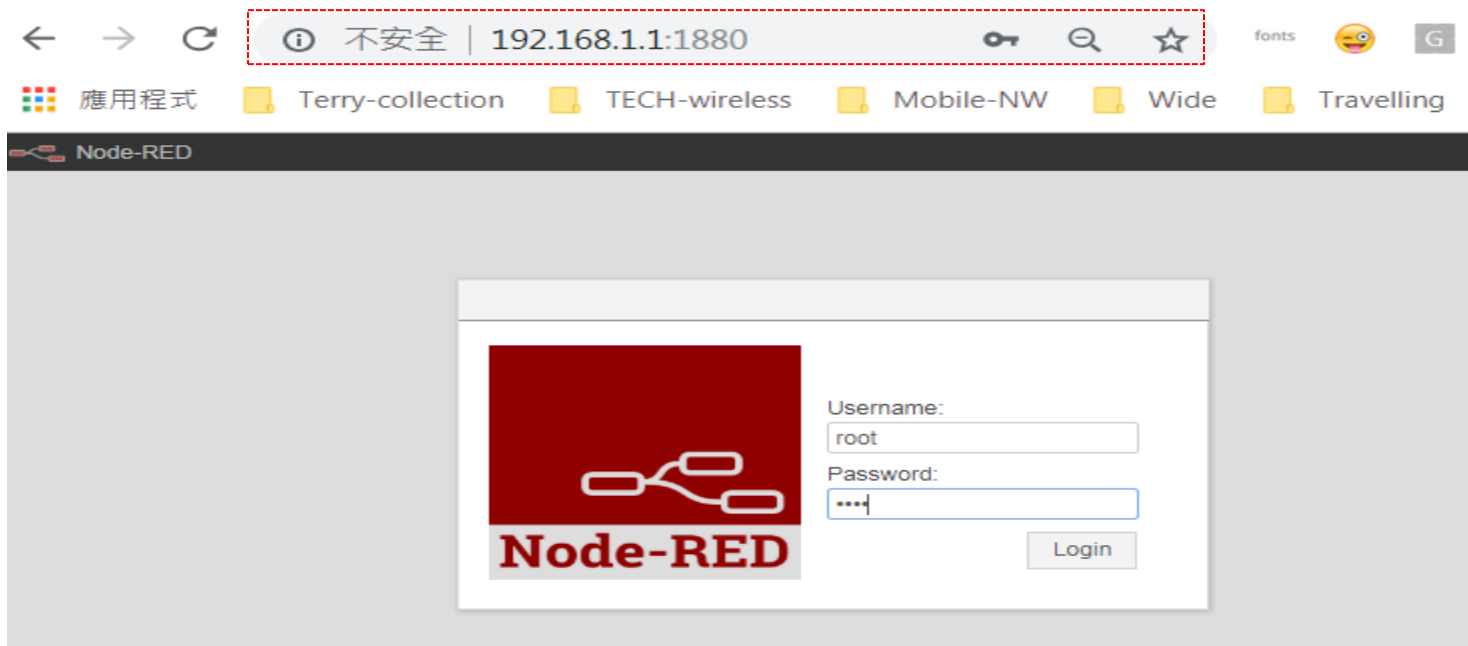 不安全 | 192.168.1.1:1880
fonts
G
應用程式 Terry-collection TECH-wireless Mobile-NW Wide Travelling
Node-RED
Username:
root
Password:
••••
Login
Node-RED